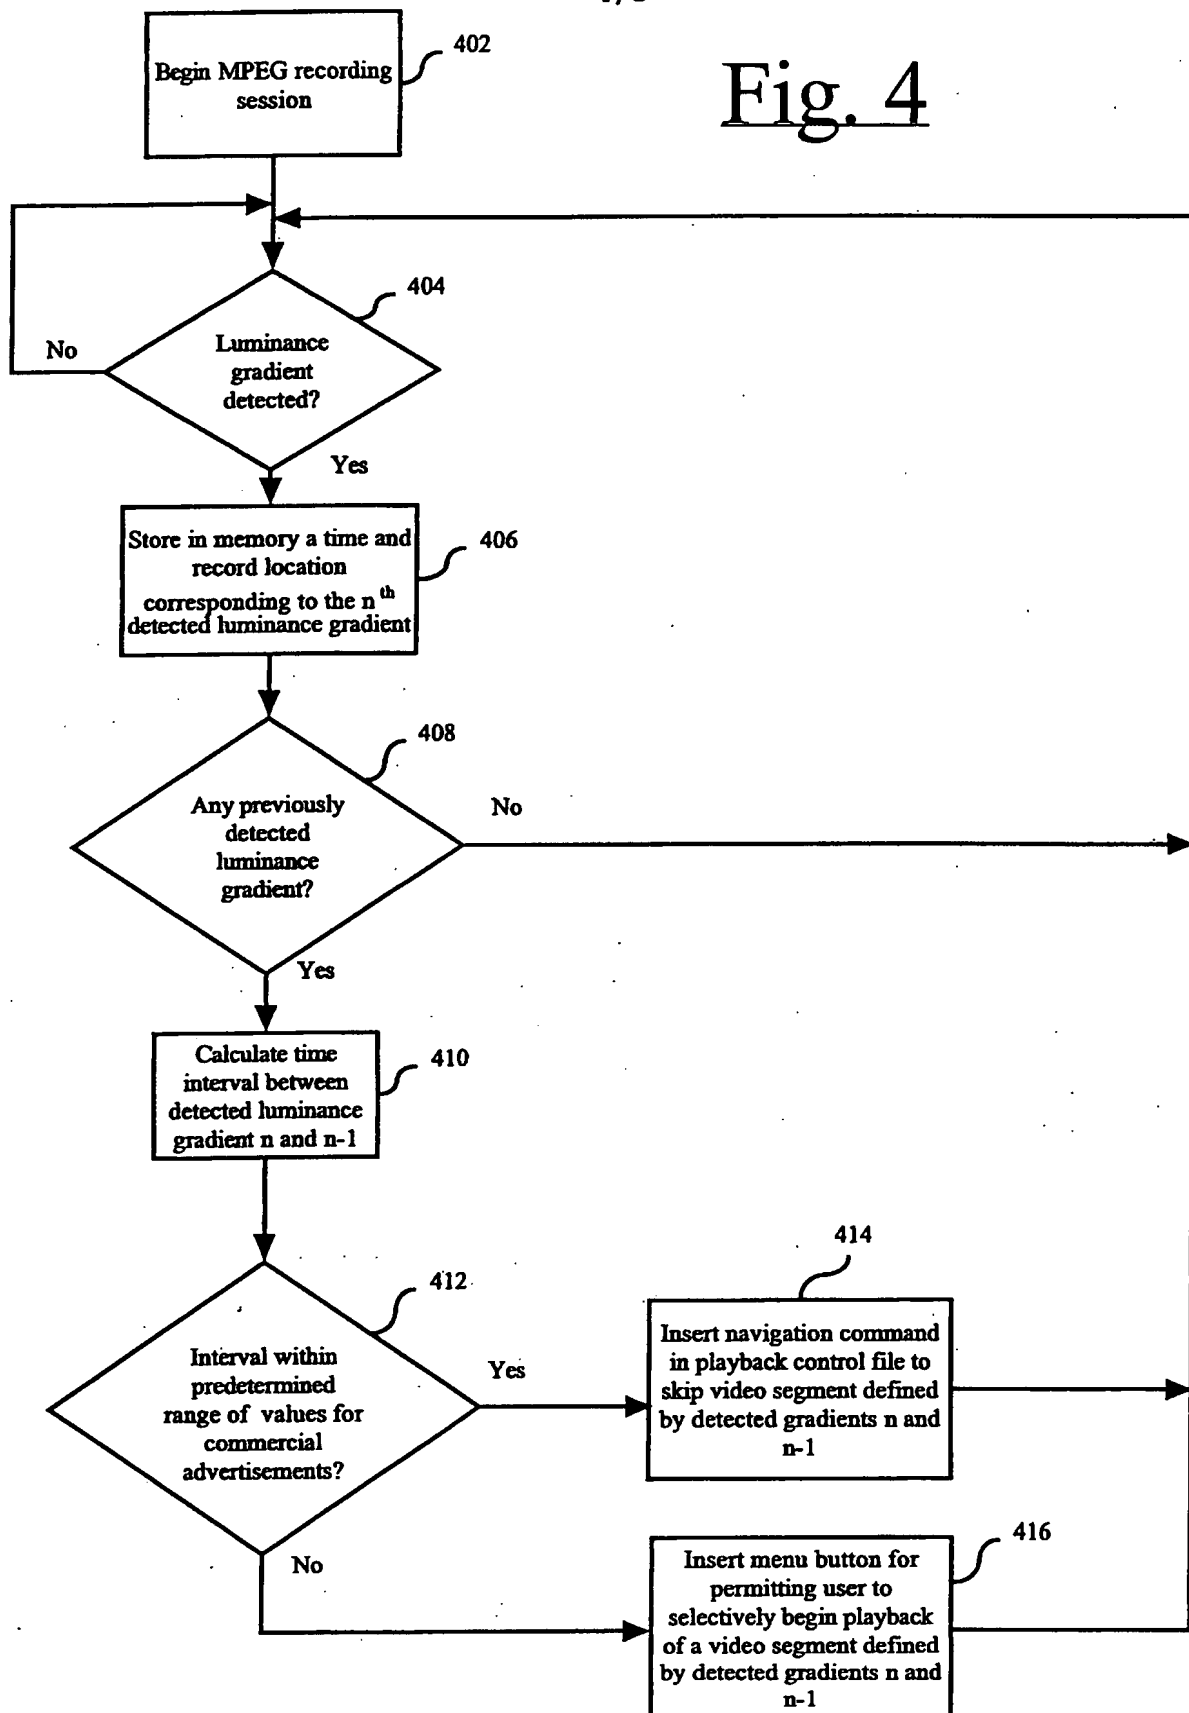 Begin MPEG recording
session
402
Fig. 4
404
Luminance
gradient
detected?
No
Yes
Store in memory a time and
record location
corresponding to the n th
detected luminance gradient
406
408
Any previously
detected
luminance
gradient?
No
Yes
Calculate time
interval between
detected luminance
gradient n and n-1
410
412
Interval within
predetermined
range of values for
commercial
advertisements?
Yes
No
414
Insert navigation command
in playback control file to
skip video segment defined
by detected gradients n and
n-1
416
Insert menu button for
permitting user to
selectively begin playback
of a video segment defined
by detected gradients n and
n-1